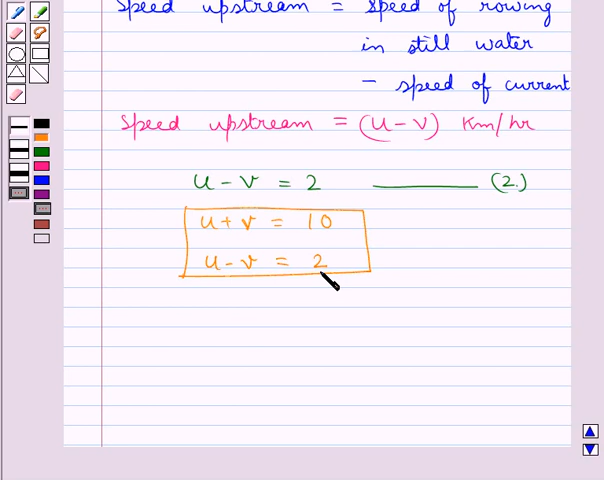 Speed upstream = Speed of rowing
in still water
- speed of current
Speed upstream = (u-v) Km/hr
u-v = 2 ——— (2.)
u+v = 10
u-v = 2